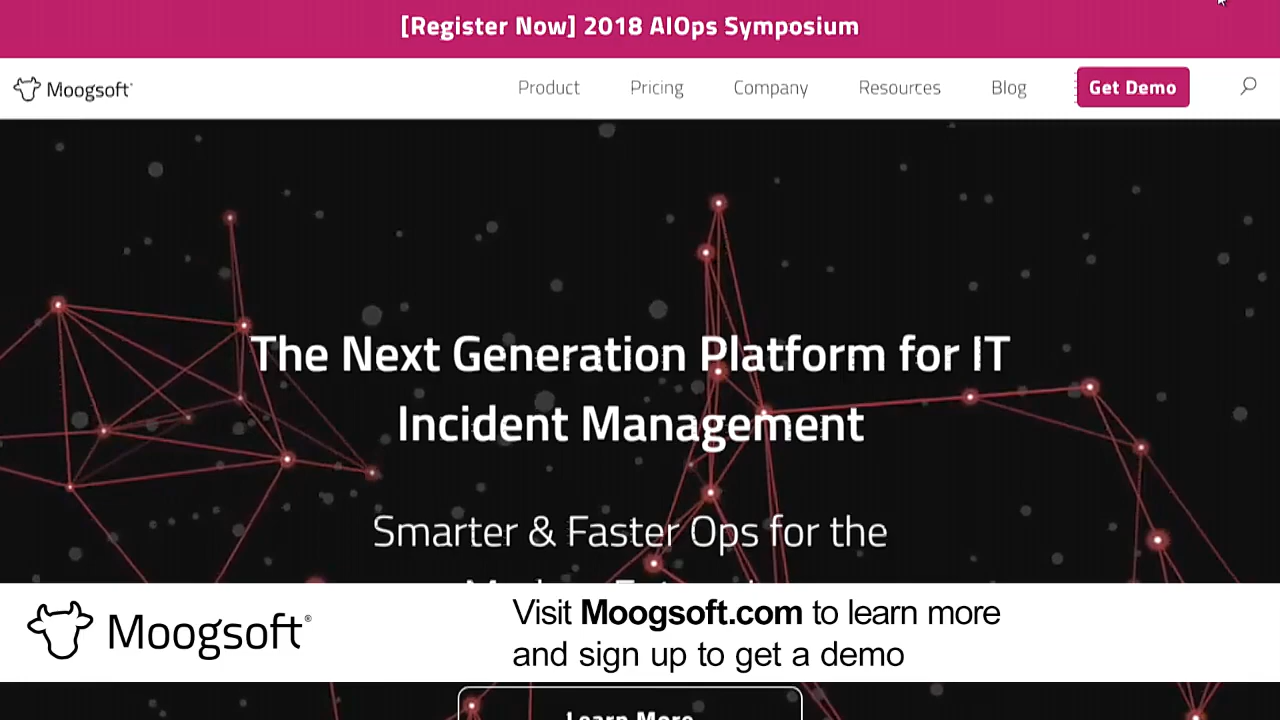 [Register Now] 2018 AIOps Symposium
Moogsoft
Product Pricing Company Resources Blog Get Demo
The Next Generation Platform for IT
Incident Management
Smarter & Faster Ops for the
Moogsoft®
Visit Moogsoft.com to learn more
and sign up to get a demo
Learn More